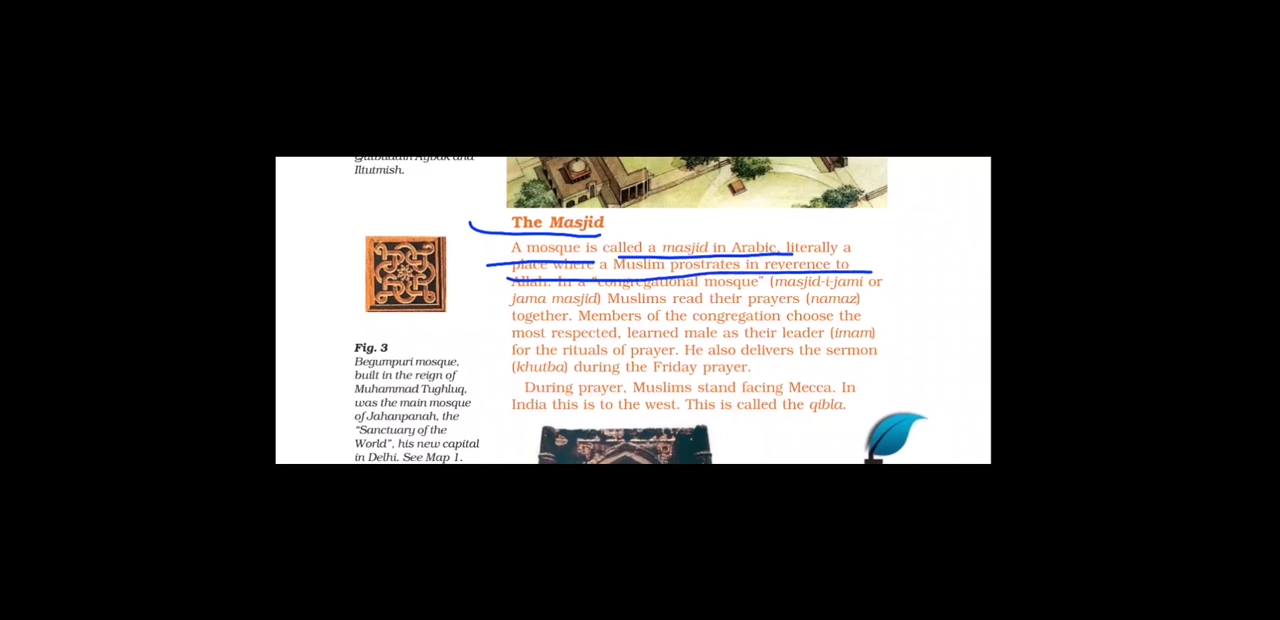 Iltutmish.
The Masjid
A mosque is called a masjid in Arabic, literally a
place where a Muslim prostrates in reverence to
Allah. In a “congregational mosque” (masjid-i-jami or
jama masjid) Muslims read their prayers (namaz)
together. Members of the congregation choose the
most respected, learned male as their leader (imam)
for the rituals of prayer. He also delivers the sermon
(khutba) during the Friday prayer.
During prayer, Muslims stand facing Mecca. In
India this is to the west. This is called the qibla.
Fig. 3
Begumpuri mosque,
built in the reign of
Muhammad Tughluq,
was the main mosque
of Jahanpanah, the
“Sanctuary of the
World”, his new capital
in Delhi. See Map 1.